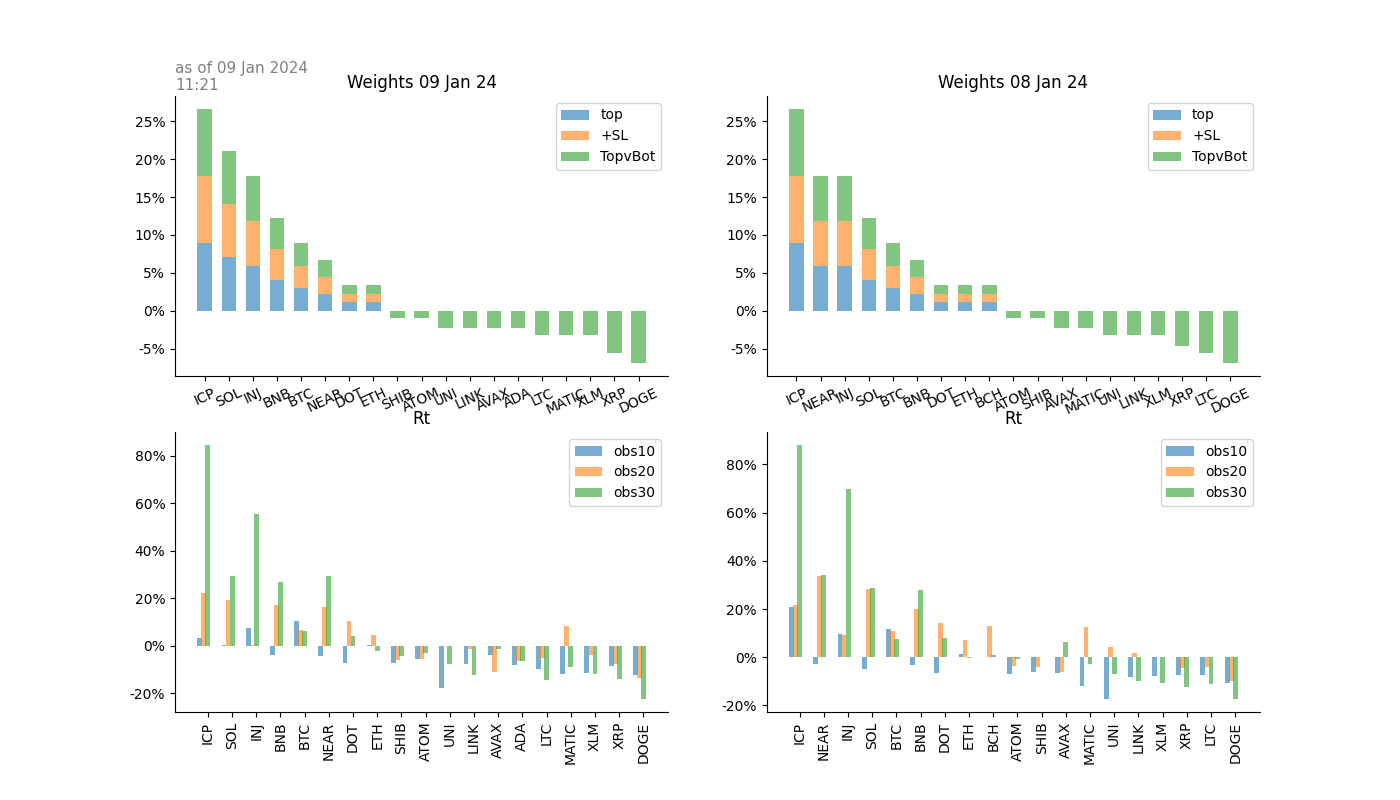 as of 09 Jan 2024
11:21
Weights 09 Jan 24
25%
20%
15%
10%
5%
0%
-5%
top
+SL
TopvBot
ICP SOL INJ BNB BTC NEAR DOT ETH SHIB ATOM UNI LINK AVAX ADA LTC MATIC XLM XRP DOGE
Weights 08 Jan 24
25%
20%
15%
10%
5%
0%
-5%
top
+SL
TopvBot
ICP NEAR INJ SOL BTC BNB DOT ETH BCH ATOM SHIB AVAX MATIC UNI LINK XLM XRP LTC DOGE
Rt
80%
60%
40%
20%
0%
-20%
obs10
obs20
obs30
ICP SOL INJ BNB BTC NEAR DOT ETH SHIB ATOM UNI LINK AVAX ADA LTC MATIC XLM XRP DOGE
Rt
80%
60%
40%
20%
0%
-20%
obs10
obs20
obs30
ICP NEAR INJ SOL BTC BNB DOT ETH BCH ATOM SHIB AVAX MATIC UNI LINK XLM XRP LTC DOGE